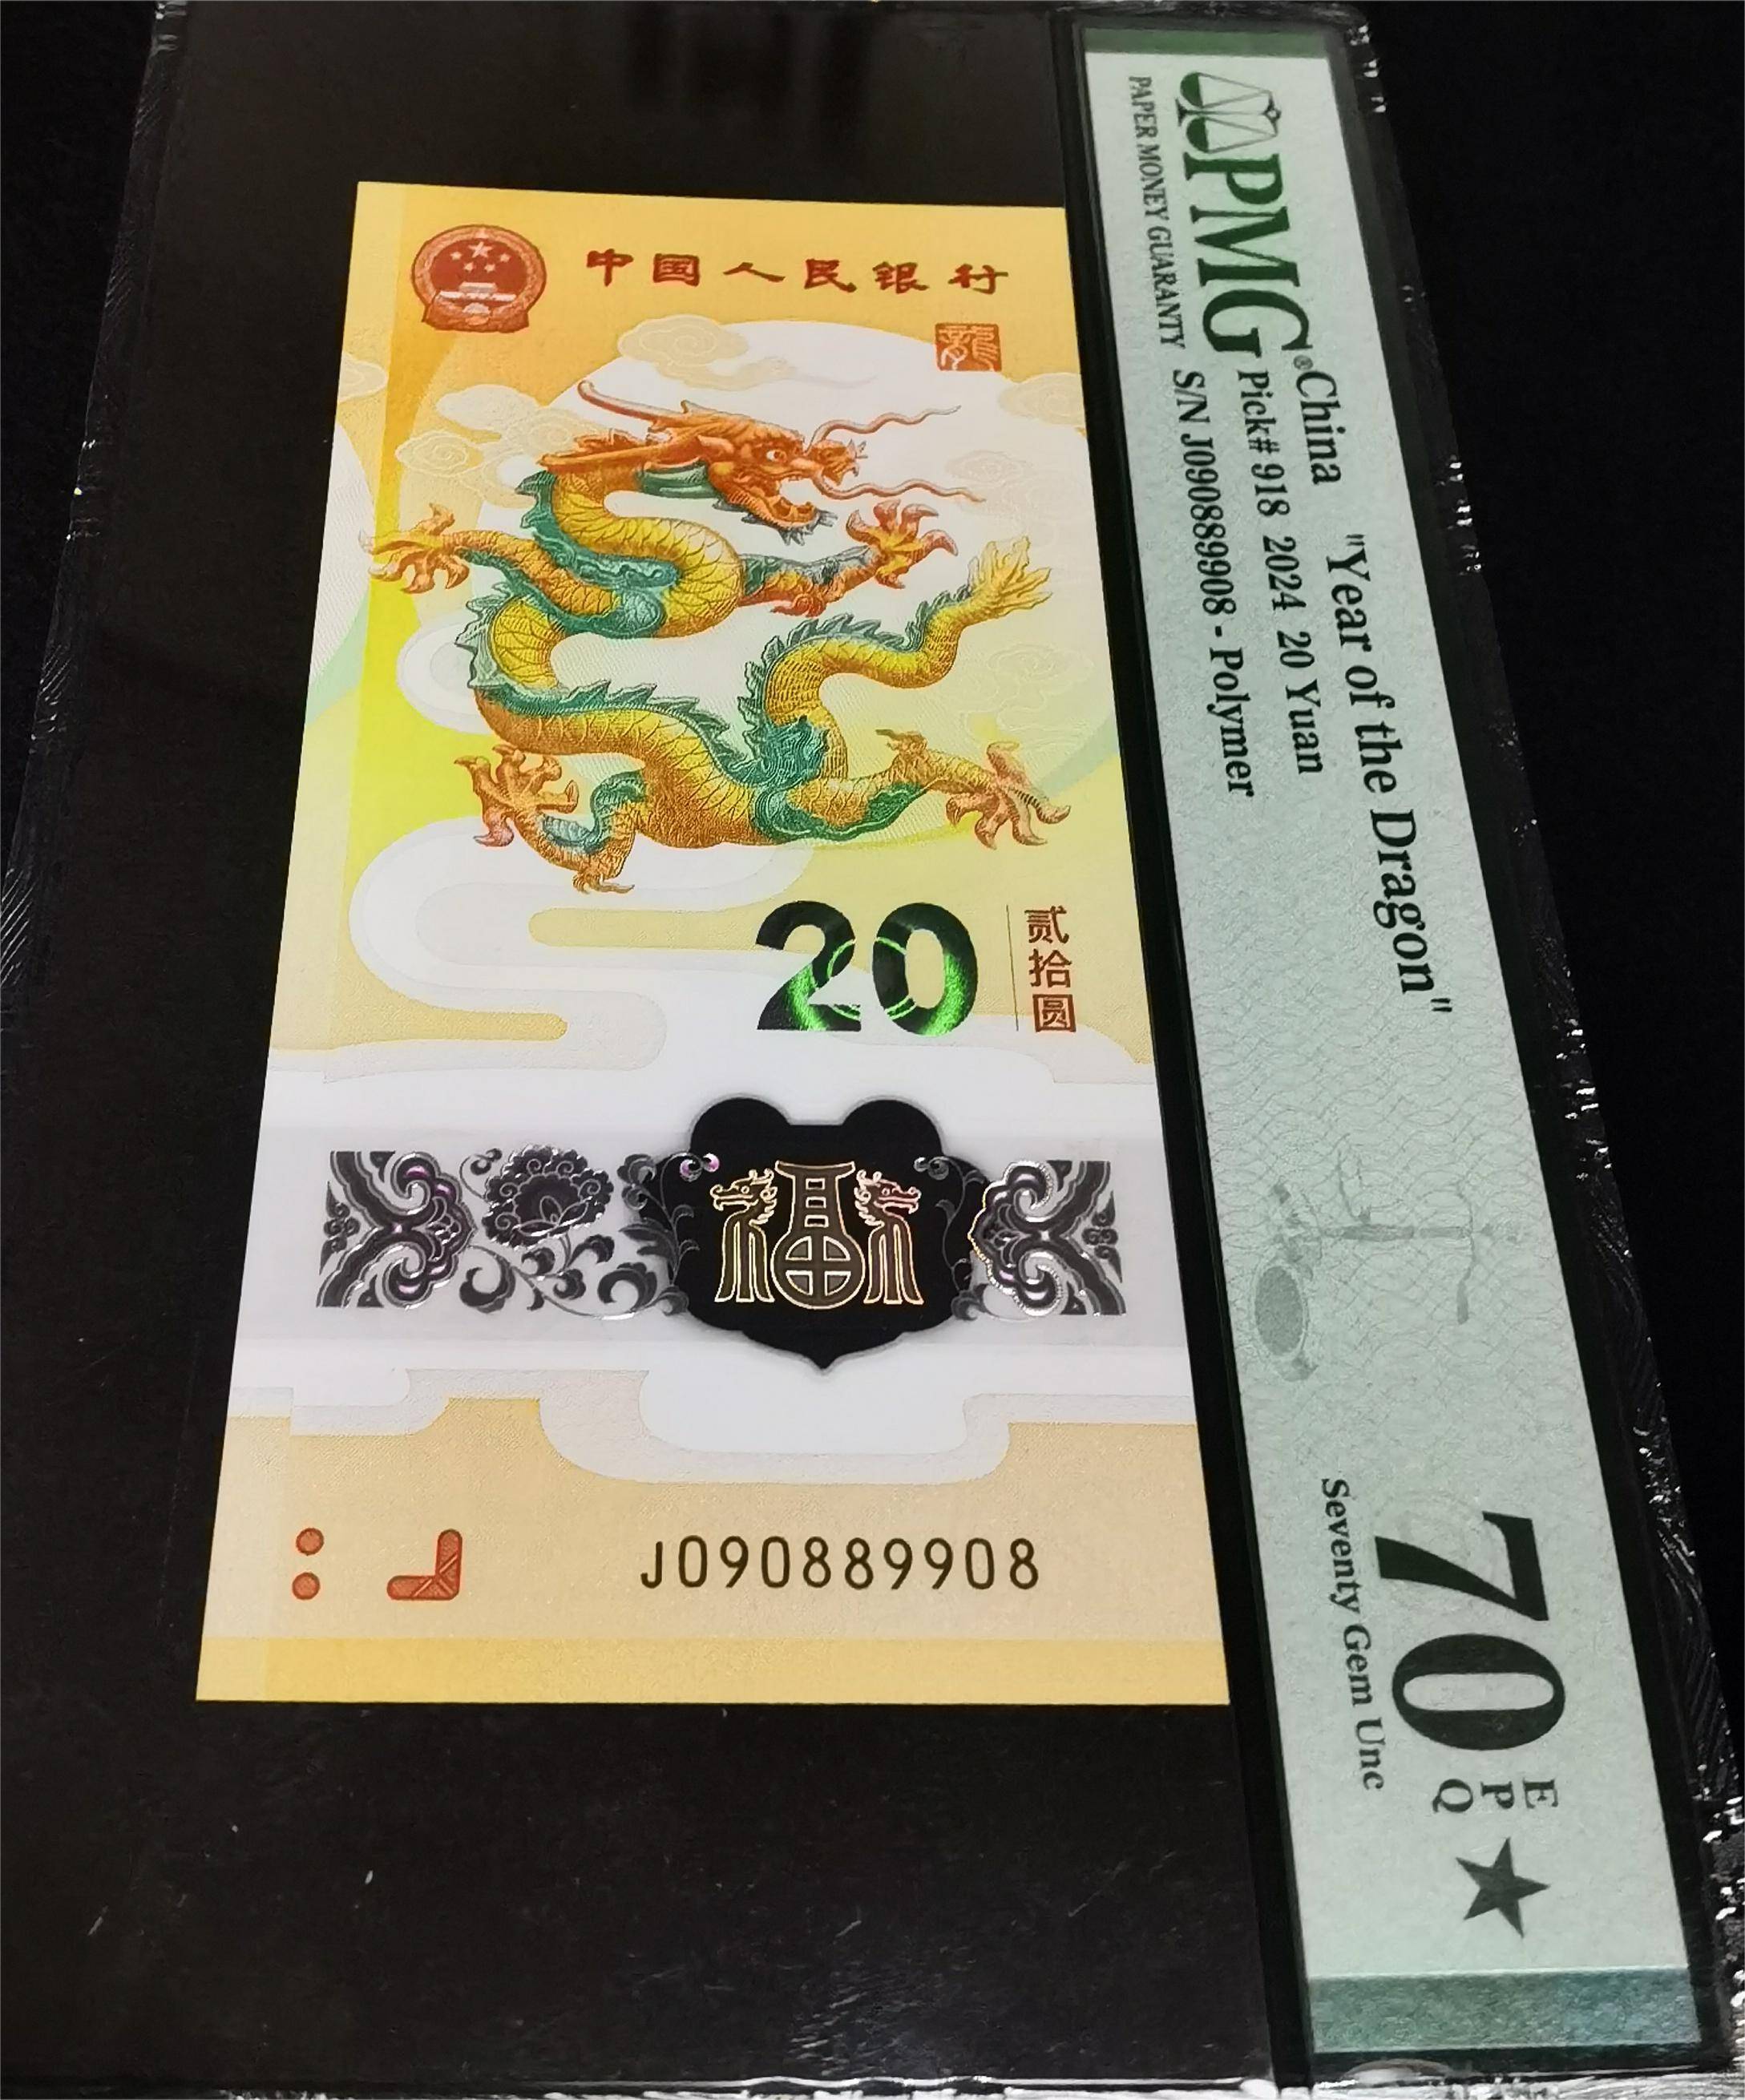 中国人民银行
龍
20
贰拾圆
福
J090889908
PMG®
PAPER MONEY GUARANTY
China "Year of the Dragon"
Pick# 918 2024 20 Yuan
S/N J090889908 - Polymer
70 EPQ ★
Seventy Gem Unc